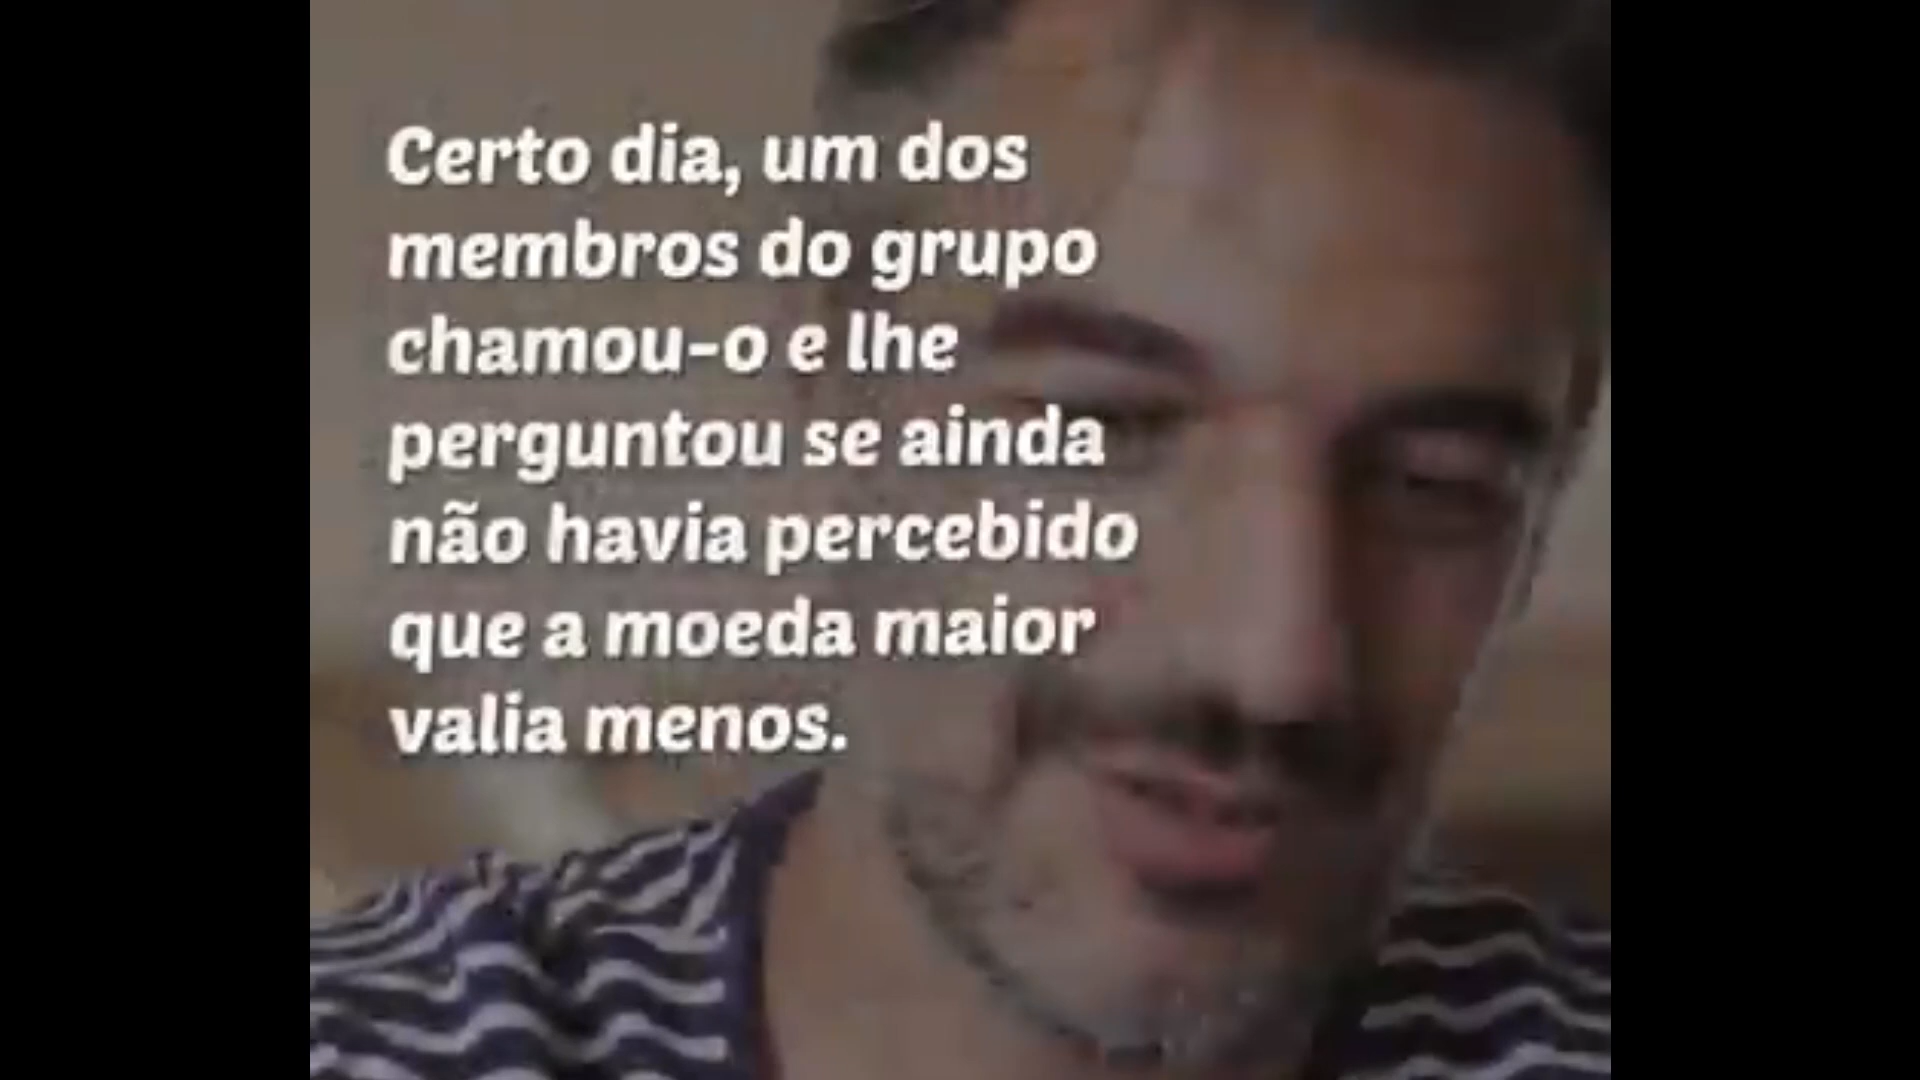 Certo dia, um dos
membros do grupo
chamou-o e lhe
perguntou se ainda
não havia percebido
que a moeda maior
valia menos.